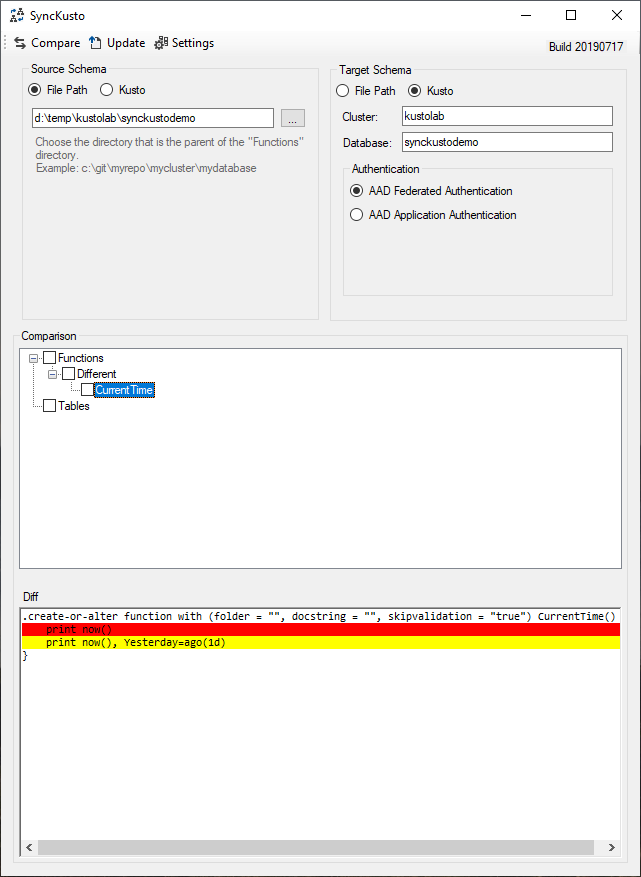 SyncKusto
Compare Update Settings
Build 20190717
Source Schema
File Path Kusto
d:\temp\kustolab\synckustodemo
...
Choose the directory that is the parent of the "Functions"
directory.
Example: c:\git\myrepo\mycluster\mydatabase
Target Schema
File Path Kusto
Cluster: kustolab
Database: synckustodemo
Authentication
AAD Federated Authentication
AAD Application Authentication
Comparison
Functions
Different
CurrentTime
Tables
Diff
.create-or-alter function with (folder = "", docstring = "", skipvalidation = "true") CurrentTime()
print now()
print now(), Yesterday=ago(1d)
}